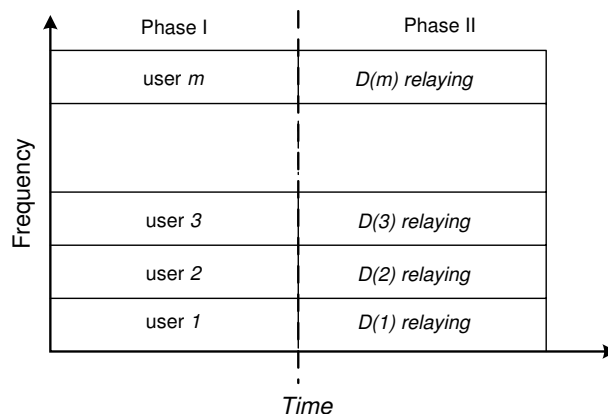 Phase I Phase II
user m D(m) relaying
user 3 D(3) relaying
user 2 D(2) relaying
user 1 D(1) relaying
Frequency
Time